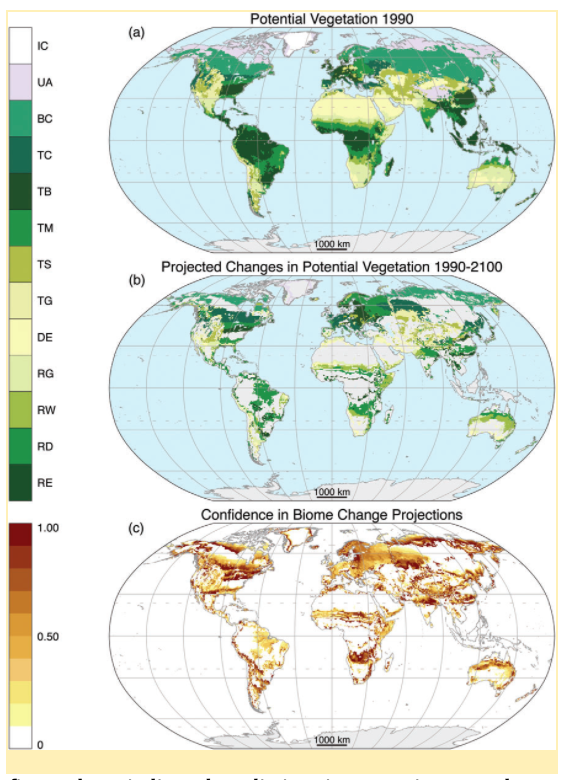 Potential Vegetation 1990
(a)
IC
UA
BC
TC
TB
TM
TS
TG
DE
RG
RW
RD
RE
1000 km
Projected Changes in Potential Vegetation 1990-2100
(b)
1000 km
Confidence in Biome Change Projections
(c)
1.00
0.50
0
1000 km